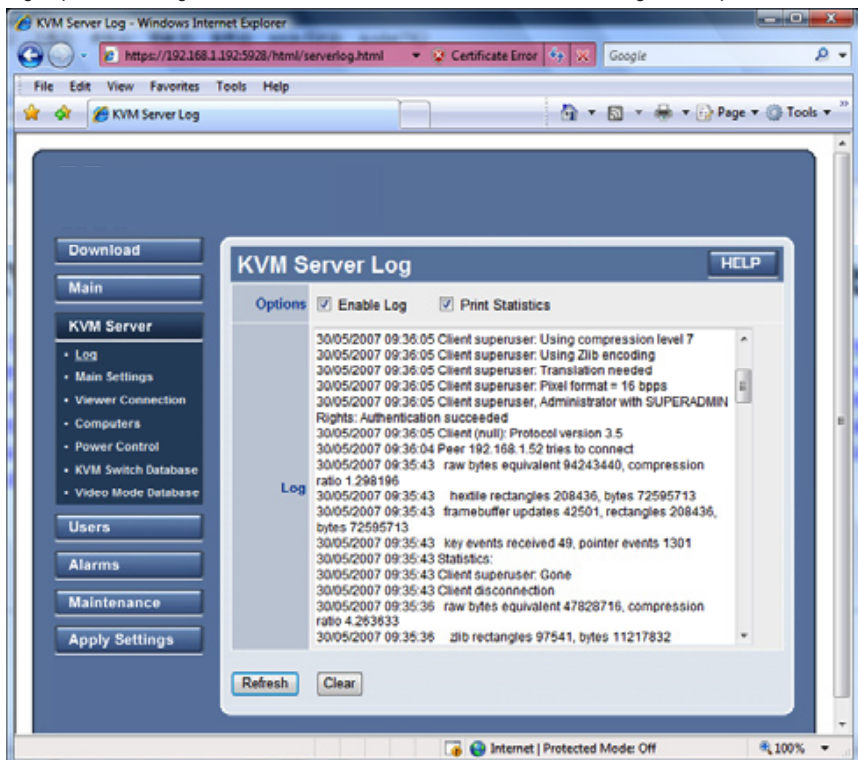 KVM Server Log - Windows Internet Explorer
https://192.168.1.192:5928/html/serverlog.html
Certificate Error
Google
File Edit View Favorites Tools Help
KVM Server Log
Page
Tools
Download
Main
KVM Server
Log
Main Settings
Viewer Connection
Computers
Power Control
KVM Switch Database
Video Mode Database
Users
Alarms
Maintenance
Apply Settings
KVM Server Log
HELP
Options
Enable Log
Print Statistics
Log
30/05/2007 09:36:05 Client superuser: Using compression level 7
30/05/2007 09:36:05 Client superuser: Using Zlib encoding
30/05/2007 09:36:05 Client superuser: Translation needed
30/05/2007 09:36:05 Client superuser: Pixel format = 16 bpps
30/05/2007 09:36:05 Client superuser, Administrator with SUPERADMIN
Rights: Authentication succeeded
30/05/2007 09:36:05 Client (null): Protocol version 3.5
30/05/2007 09:36:04 Peer 192.168.1.52 tries to connect
30/05/2007 09:35:43 raw bytes equivalent 94243440, compression
ratio 1.298196
30/05/2007 09:35:43 hextile rectangles 208436, bytes 72595713
30/05/2007 09:35:43 framebuffer updates 42501, rectangles 208436,
bytes 72595713
30/05/2007 09:35:43 key events received 49, pointer events 1301
30/05/2007 09:35:43 Statistics:
30/05/2007 09:35:43 Client superuser: Gone
30/05/2007 09:35:43 Client disconnection
30/05/2007 09:35:36 raw bytes equivalent 47828716, compression
ratio 4.263633
30/05/2007 09:35:36 zlib rectangles 97541, bytes 11217832
Refresh
Clear
Internet | Protected Mode: Off
100%